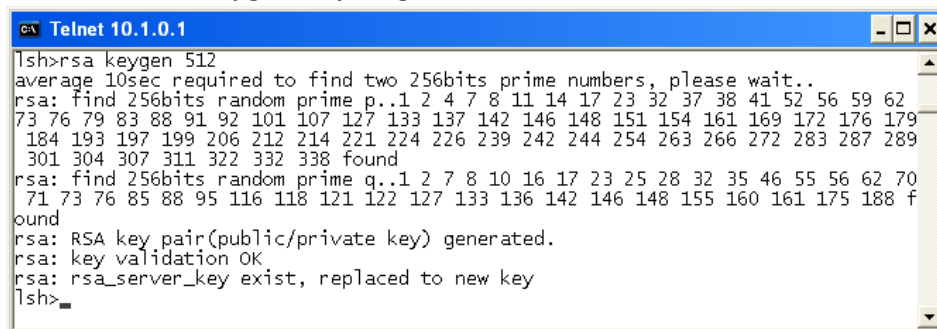 Telnet 10.1.0.1
lsh>rsa keygen 512
average 10sec required to find two 256bits prime numbers, please wait..
rsa: find 256bits random prime p..1 2 4 7 8 11 14 17 23 32 37 38 41 52 56 59 62
73 76 79 83 88 91 92 101 107 127 133 137 142 146 148 151 154 161 169 172 176 179
184 193 197 199 206 212 214 221 224 226 239 242 244 254 263 266 272 283 287 289
301 304 307 311 322 332 338 found
rsa: find 256bits random prime q..1 2 7 8 10 16 17 23 25 28 32 35 46 55 56 62 70
71 73 76 85 88 95 116 118 121 122 127 133 136 142 146 148 155 160 161 175 188 f
ound
rsa: RSA key pair(public/private key) generated.
rsa: key validation OK
rsa: rsa_server_key exist, replaced to new key
lsh>_